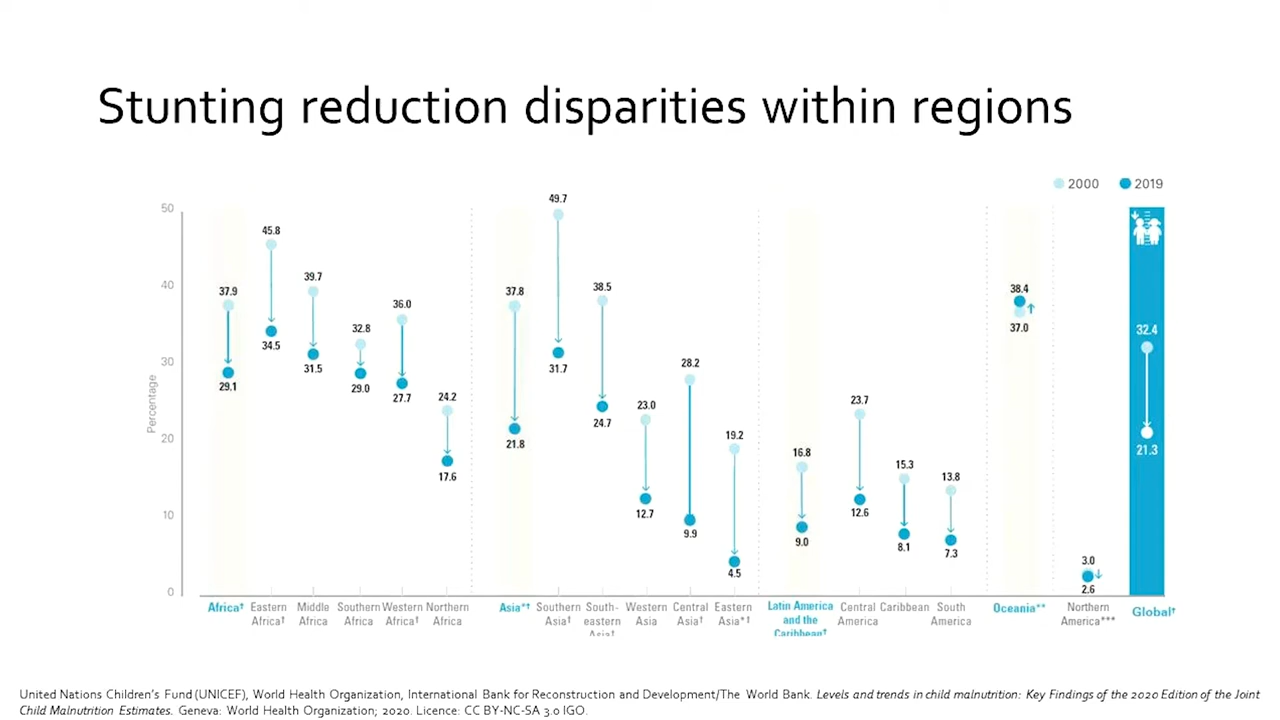 Stunting reduction disparities within regions
2000 2019
Percentage
50
40
30
20
10
0
37.9
29.1
45.8
34.5
39.7
31.5
32.8
29.0
36.0
27.7
24.2
17.6
37.8
21.8
49.7
31.7
38.5
24.7
23.0
12.7
28.2
9.9
19.2
4.5
16.8
9.0
23.7
12.6
15.3
8.1
13.8
7.3
38.4
37.0
3.0
2.6
32.4
21.3
Africa†
Eastern
Africa†
Middle
Africa
Southern
Africa
Western
Africa†
Northern
Africa
Asia*†
Southern
Asia†
South-
eastern
Asia†
Western
Asia
Central
Asia†
Eastern
Asia*†
Latin America
and the
Caribbean†
Central
America
Caribbean
South
America
Oceania**
Northern
America***
Global†
United Nations Children's Fund (UNICEF), World Health Organization, International Bank for Reconstruction and Development/The World Bank. Levels and trends in child malnutrition: Key Findings of the 2020 Edition of the Joint
Child Malnutrition Estimates. Geneva: World Health Organization; 2020. Licence: CC BY-NC-SA 3.0 IGO.